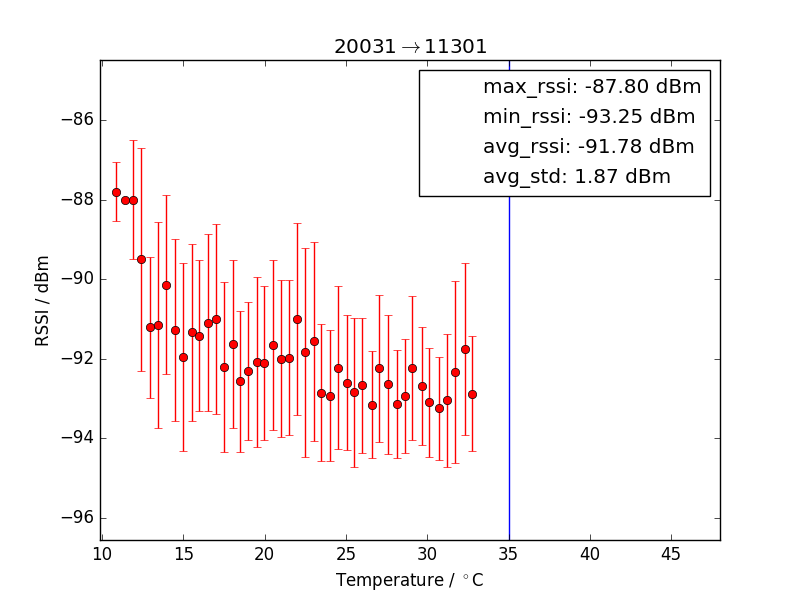 20031→11301
max_rssi: -87.80 dBm
min_rssi: -93.25 dBm
avg_rssi: -91.78 dBm
avg_std: 1.87 dBm
RSSI / dBm
−86
−88
−90
−92
−94
−96
10 15 20 25 30 35 40 45
Temperature / °C